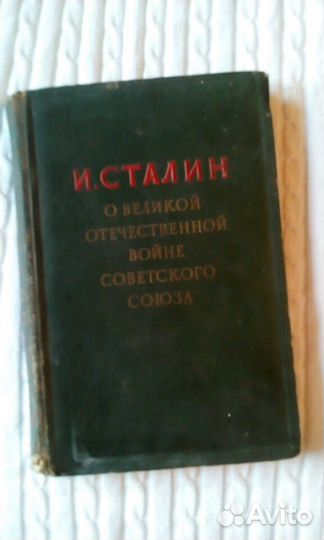 И. СТАЛИН
О ВЕЛИКОЙ
ОТЕЧЕСТВЕННОЙ
ВОЙНЕ
СОВЕТСКОГО
СОЮЗА
Avito